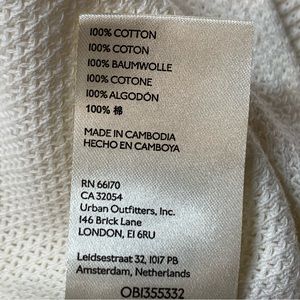 100% COTTON
100% COTON
100% BAUMWOLLE
100% COTONE
100% ALGODÓN
100% 棉
MADE IN CAMBODIA
HECHO EN CAMBOYA
RN 66170
CA 32054
Urban Outfitters, Inc.
146 Brick Lane
LONDON, E1 6RU
Leidsestraat 32, 1017 PB
Amsterdam, Netherlands
OB1355332